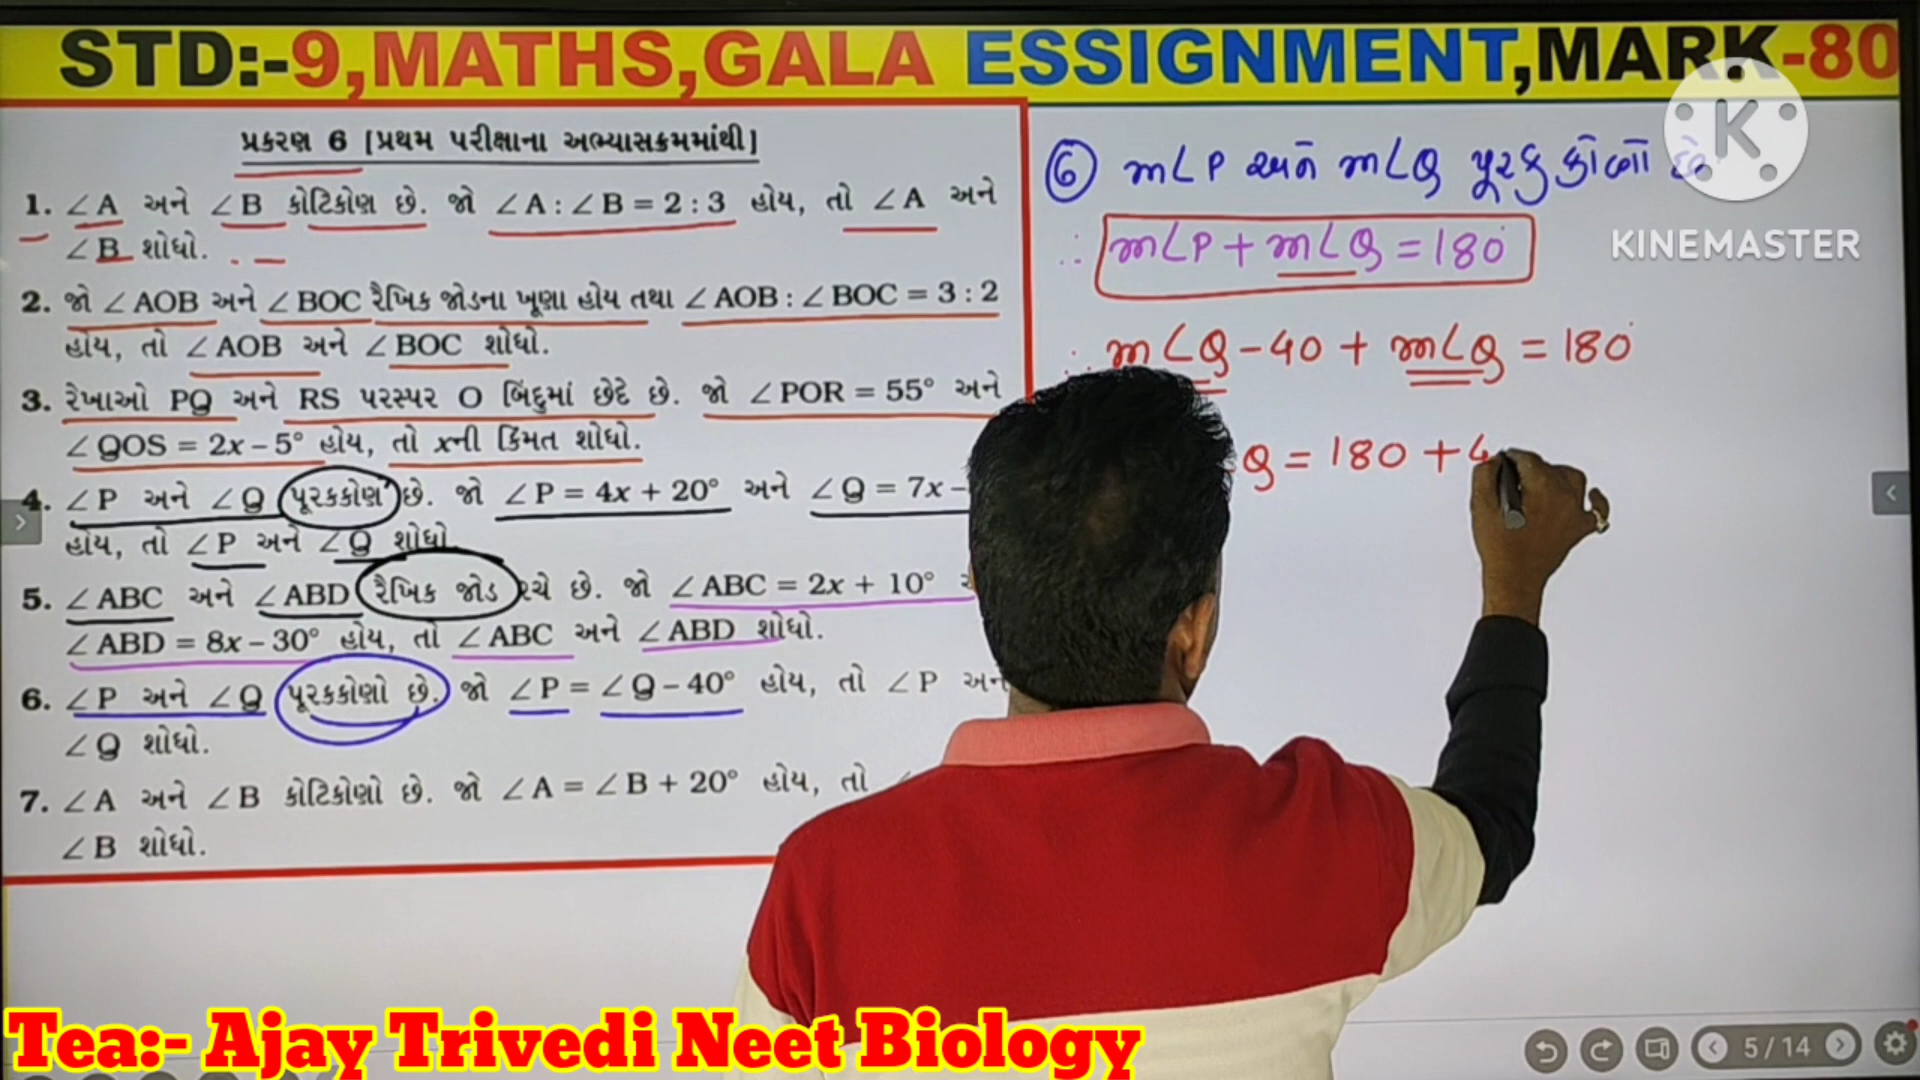 STD:-9,MATHS,GALA ESSIGNMENT,MARK-80
પ્રકરણ 6 [પ્રથમ પરીક્ષાના અભ્યાસક્રમમાંથી]
1. ∠A અને ∠B કોટિકોણ છે. જો ∠A : ∠B = 2 : 3 હોય, તો ∠A અને
∠B શોધો.
2. જો ∠AOB અને ∠BOC રૈખિક જોડના ખૂણા હોય તથા ∠AOB : ∠BOC = 3 : 2
હોય, તો ∠AOB અને ∠BOC શોધો.
3. રેખાઓ PQ અને RS પરસ્પર O બિંદુમાં છેદે છે. જો ∠POR = 55° અને
∠QOS = 2x – 5° હોય, તો xની કિંમત શોધો.
4. ∠P અને ∠Q પૂરકકોણ છે. જો ∠P = 4x + 20° અને ∠Q = 7x –
હોય, તો ∠P અને ∠Q શોધો.
5. ∠ABC અને ∠ABD રૈખિક જોડ રચે છે. જો ∠ABC = 2x + 10°
∠ABD = 8x – 30° હોય, તો ∠ABC અને ∠ABD શોધો.
6. ∠P અને ∠Q પૂરકકોણો છે. જો ∠P = ∠Q – 40° હોય, તો ∠P અને
∠Q શોધો.
7. ∠A અને ∠B કોટિકોણો છે. જો ∠A = ∠B + 20° હોય, તો
∠B શોધો.
⑥ m∠P અને m∠Q પૂરક કોણો છે
∴ m∠P + m∠Q = 180°
∴ m∠Q - 40 + m∠Q = 180°
Q = 180 + 4
K
KINEMASTER
Tea:- Ajay Trivedi Neet Biology
5 / 14